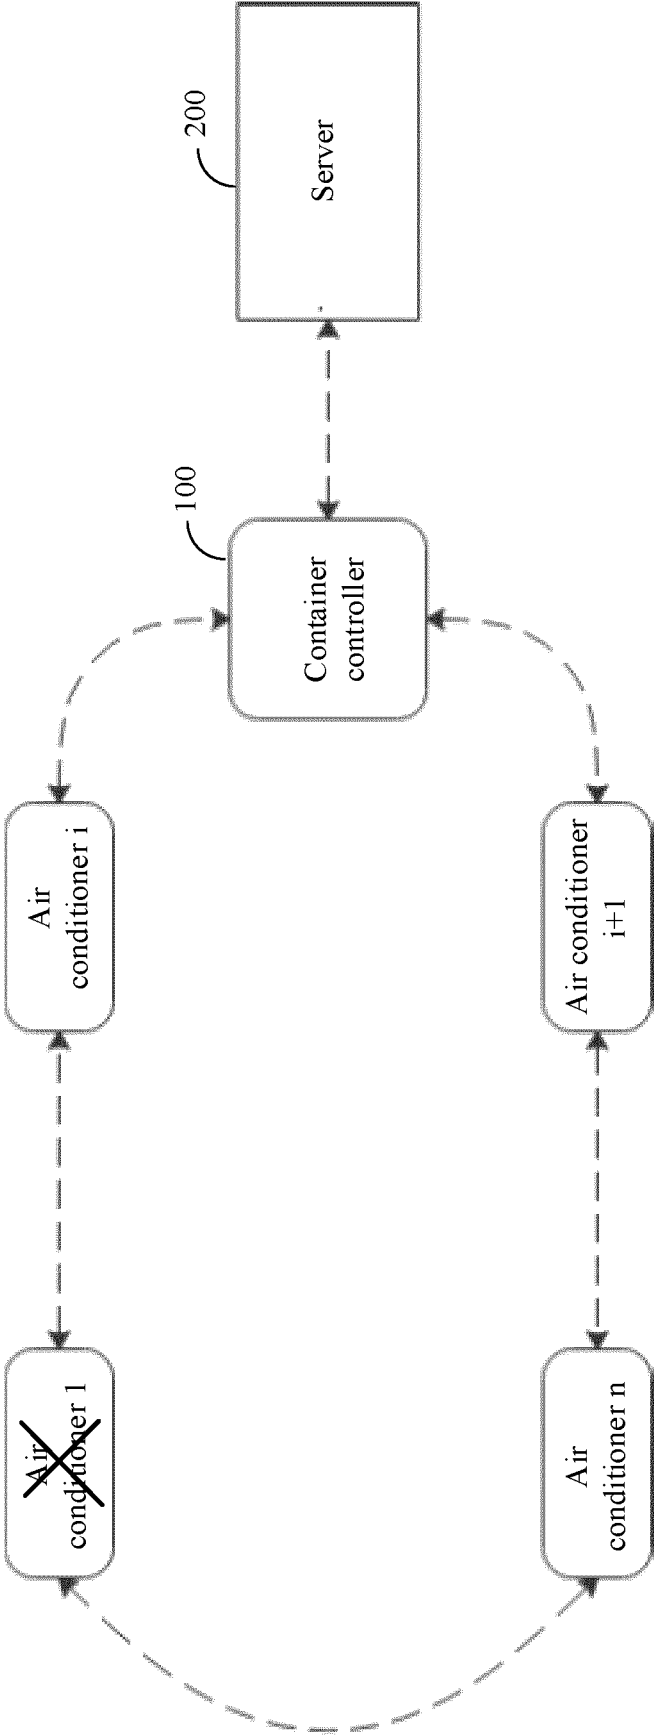 200
Server
100
Container
controller
Air
conditioner i
Air conditioner
i+1
Air
conditioner 1
Air
conditioner n